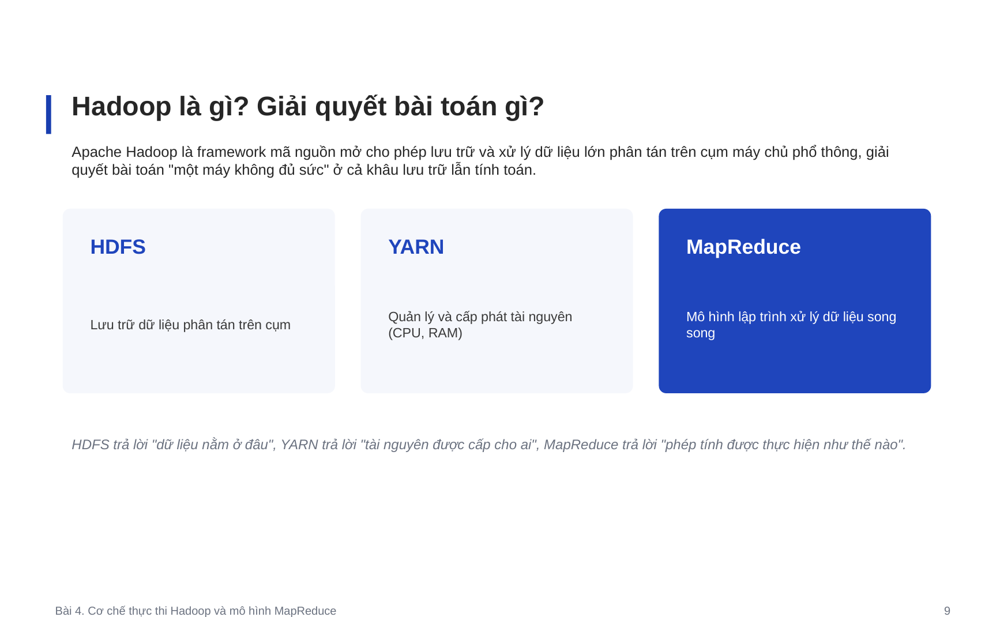 Hadoop là gì? Giải quyết bài toán gì?
Apache Hadoop là framework mã nguồn mở cho phép lưu trữ và xử lý dữ liệu lớn phân tán trên cụm máy chủ phổ thông, giải
quyết bài toán "một máy không đủ sức" ở cả khâu lưu trữ lẫn tính toán.
HDFS
Lưu trữ dữ liệu phân tán trên cụm
YARN
Quản lý và cấp phát tài nguyên
(CPU, RAM)
MapReduce
Mô hình lập trình xử lý dữ liệu song
song
HDFS trả lời "dữ liệu nằm ở đâu", YARN trả lời "tài nguyên được cấp cho ai", MapReduce trả lời "phép tính được thực hiện như thế nào".
Bài 4. Cơ chế thực thi Hadoop và mô hình MapReduce
9